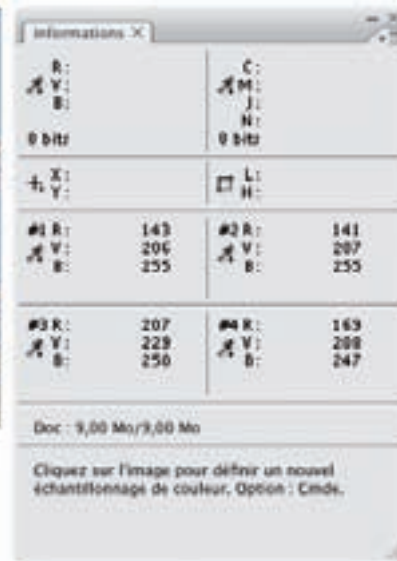 Informations ×
R:
V:
B:
8 bits
C:
M:
J:
N:
8 bits
X:
Y:
L:
H:
#1 R: 143
V: 206
B: 255
#2 R: 141
V: 207
B: 255
#3 R: 207
V: 229
B: 250
#4 R: 169
V: 208
B: 247
Doc : 9,00 Mo/9,00 Mo
Cliquez sur l'image pour définir un nouvel
échantillonnage de couleur. Option : Cmde.